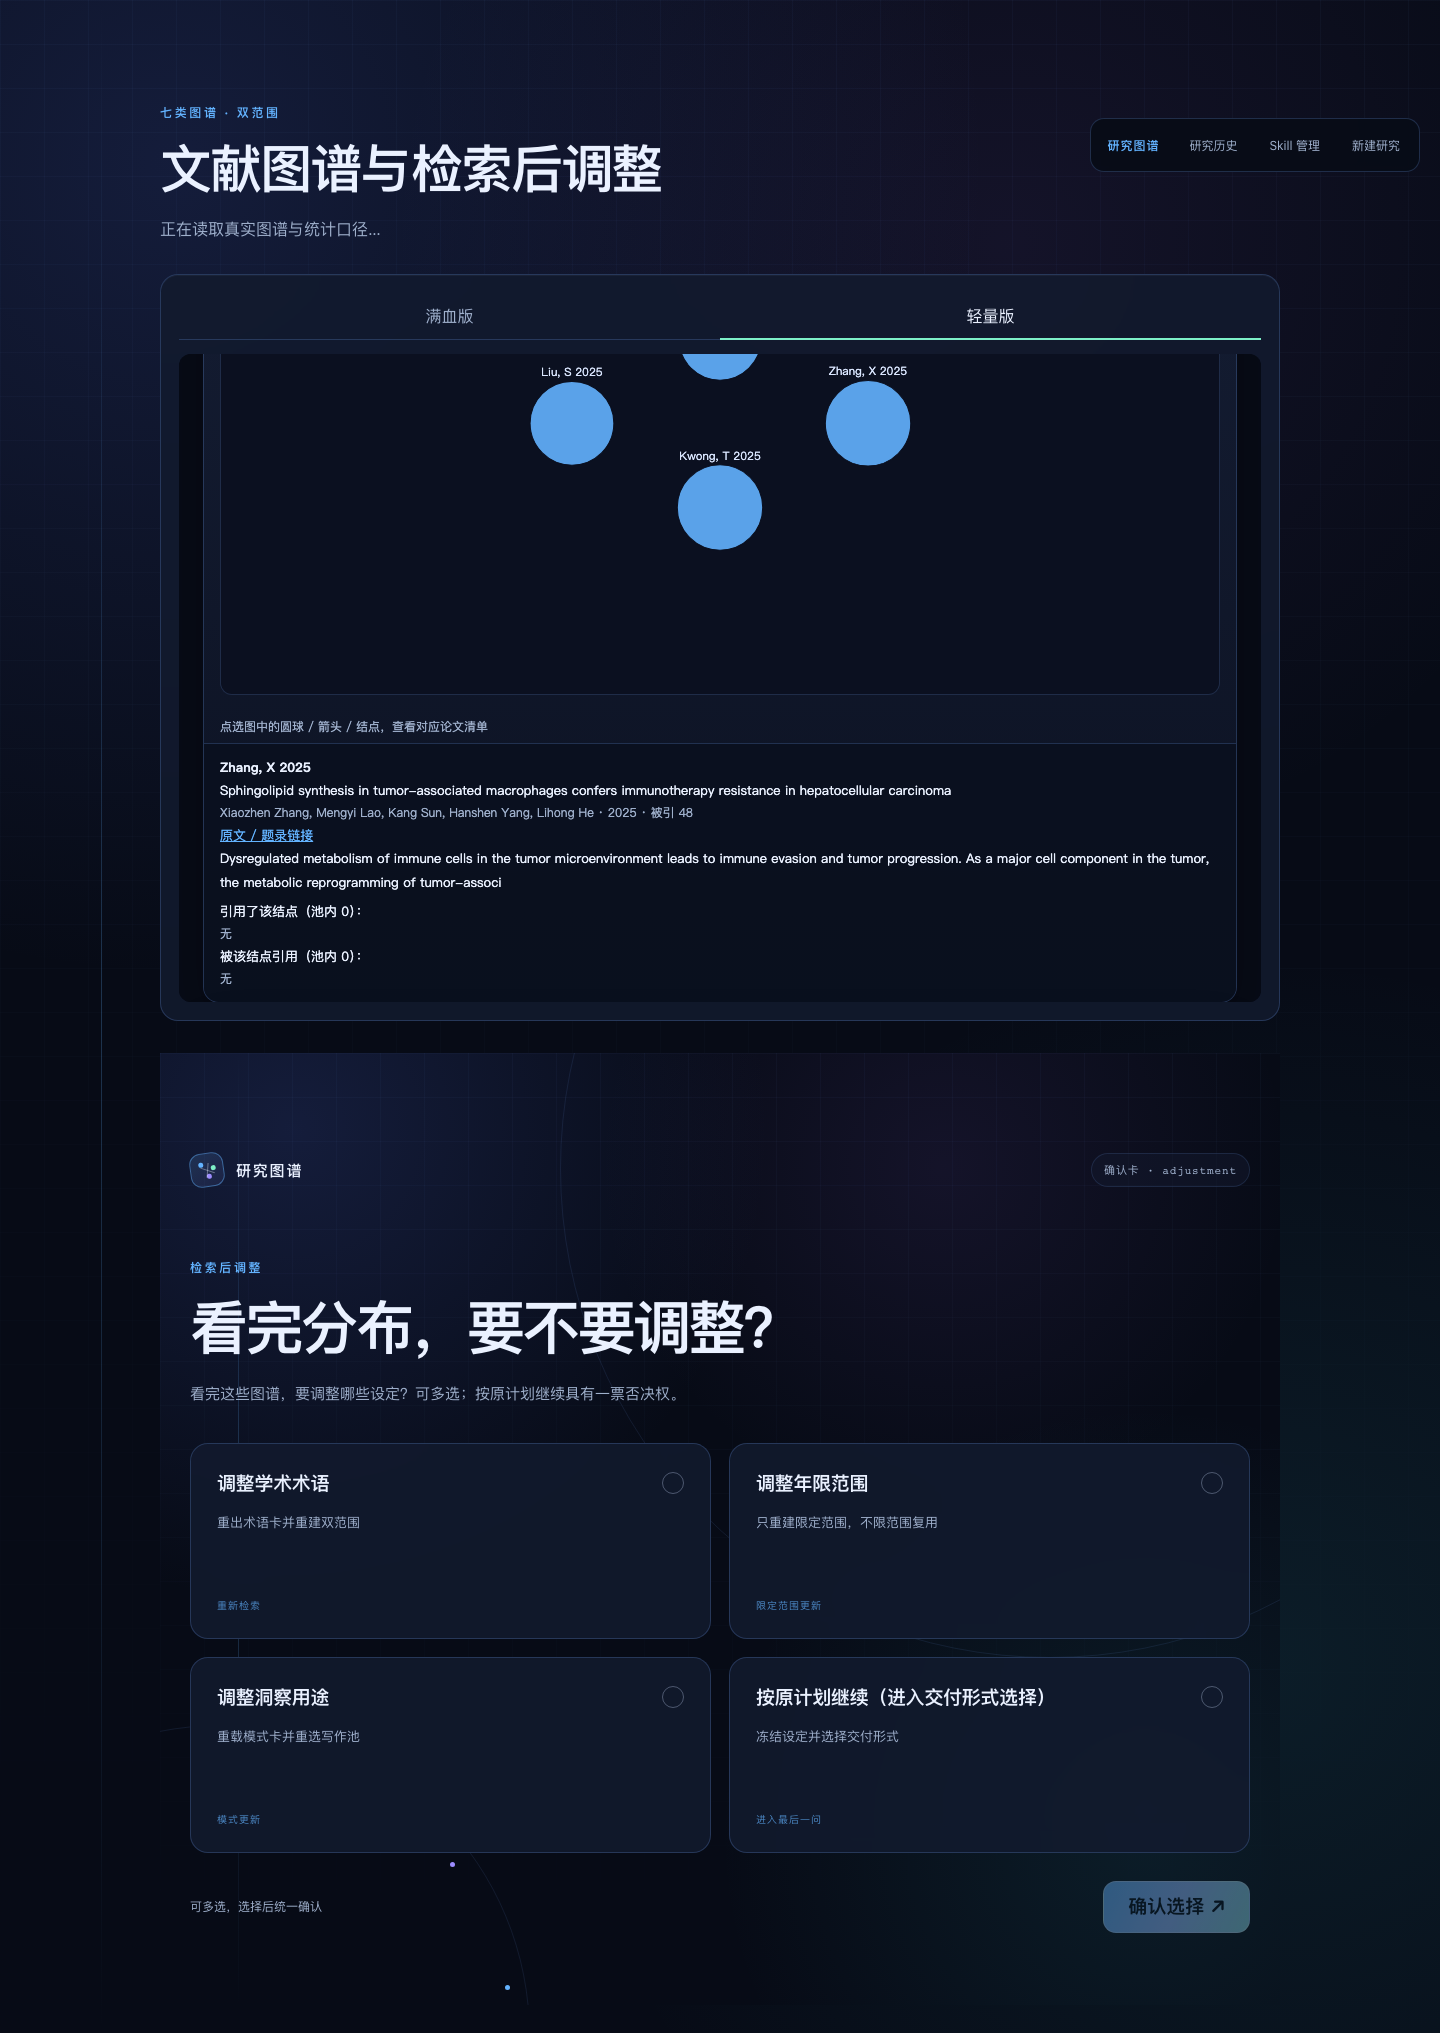 七类图谱 · 双范围
文献图谱与检索后调整
正在读取真实图谱与统计口径...
研究图谱 研究历史 Skill 管理 新建研究
满血版 轻量版
Liu, S 2025
Zhang, X 2025
Kwong, T 2025
点选图中的圆球 / 箭头 / 结点，查看对应论文清单
Zhang, X 2025
Sphingolipid synthesis in tumor–associated macrophages confers immunotherapy resistance in hepatocellular carcinoma
Xiaozhen Zhang, Mengyi Lao, Kang Sun, Hanshen Yang, Lihong He · 2025 · 被引 48
原文 / 题录链接
Dysregulated metabolism of immune cells in the tumor microenvironment leads to immune evasion and tumor progression. As a major cell component in the tumor,
the metabolic reprogramming of tumor–associ
引用了该结点（池内 0）：
无
被该结点引用（池内 0）：
无
研究图谱
确认卡 · adjustment
检索后调整
看完分布，要不要调整？
看完这些图谱，要调整哪些设定？可多选；按原计划继续具有一票否决权。
调整学术术语
重出术语卡并重建双范围
重新检索
调整年限范围
只重建限定范围，不限范围复用
限定范围更新
调整洞察用途
重载模式卡并重选写作池
模式更新
按原计划继续（进入交付形式选择）
冻结设定并选择交付形式
进入最后一问
可多选，选择后统一确认
确认选择 ↗